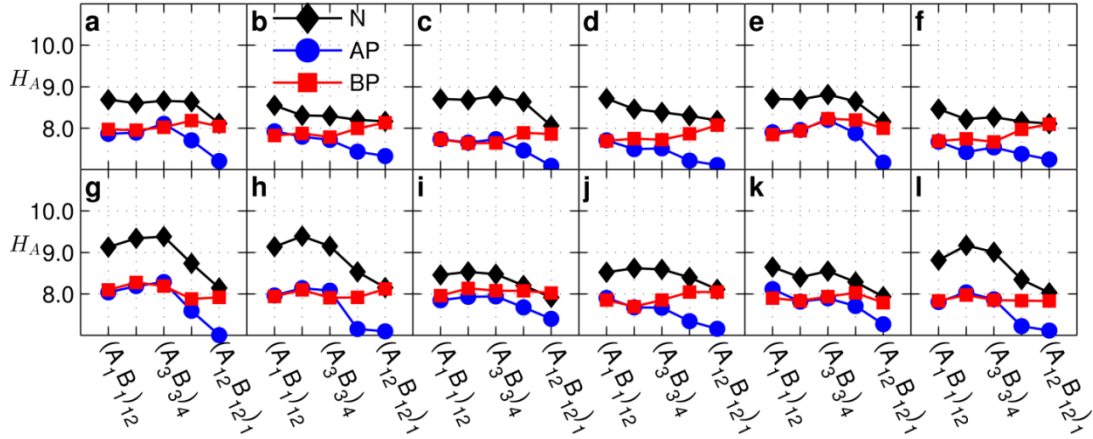 a b c d e f
N
AP
BP
10.0
H_A 9.0
8.0
g h i j k l
10.0
H_A 9.0
8.0
(A₁B₁)₁₂ (A₃B₃)₄ (A₁₂B₁₂)₁ (A₁B₁)₁₂ (A₃B₃)₄ (A₁₂B₁₂)₁ (A₁B₁)₁₂ (A₃B₃)₄ (A₁₂B₁₂)₁ (A₁B₁)₁₂ (A₃B₃)₄ (A₁₂B₁₂)₁ (A₁B₁)₁₂ (A₃B₃)₄ (A₁₂B₁₂)₁ (A₁B₁)₁₂ (A₃B₃)₄ (A₁₂B₁₂)₁